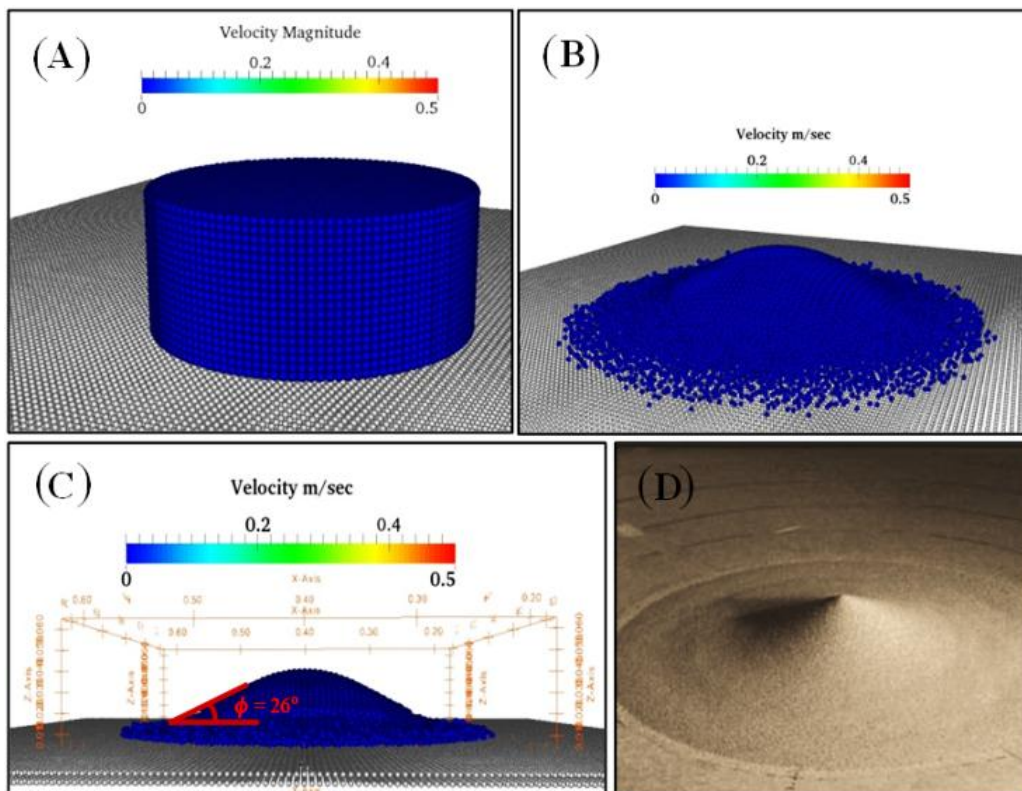 (A)
Velocity Magnitude
0 0.2 0.4 0.5
(B)
Velocity m/sec
0 0.2 0.4 0.5
(C)
Velocity m/sec
0 0.2 0.4 0.5
X-Axis
0.60 0.50 0.40 0.30 0.20
X-Axis
0.60 0.50 0.40 0.30 0.20
Z-Axis Z-Axis Z-Axis Z-Axis
ϕ = 26°
(D)